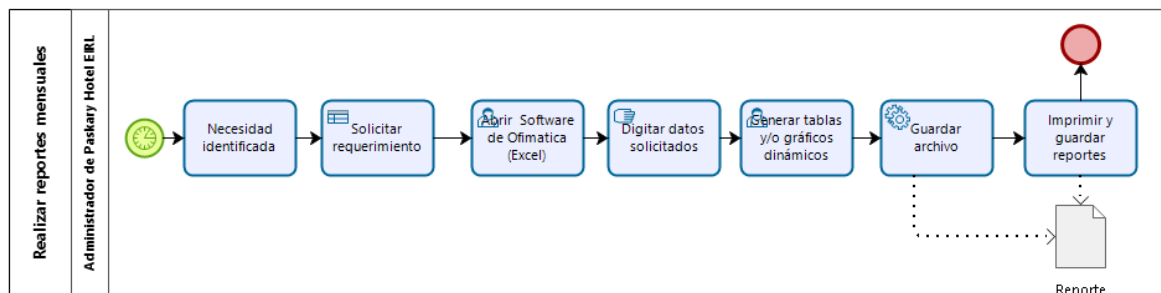 Realizar reportes mensuales
Administrador de Paskary Hotel EIRL
Necesidad
identificada
Solicitar
requerimiento
Abrir Software
de Ofimatica
(Excel)
Digitar datos
solicitados
Generar tablas
y/o gráficos
dinámicos
Guardar
archivo
Imprimir y
guardar
reportes
Reporte